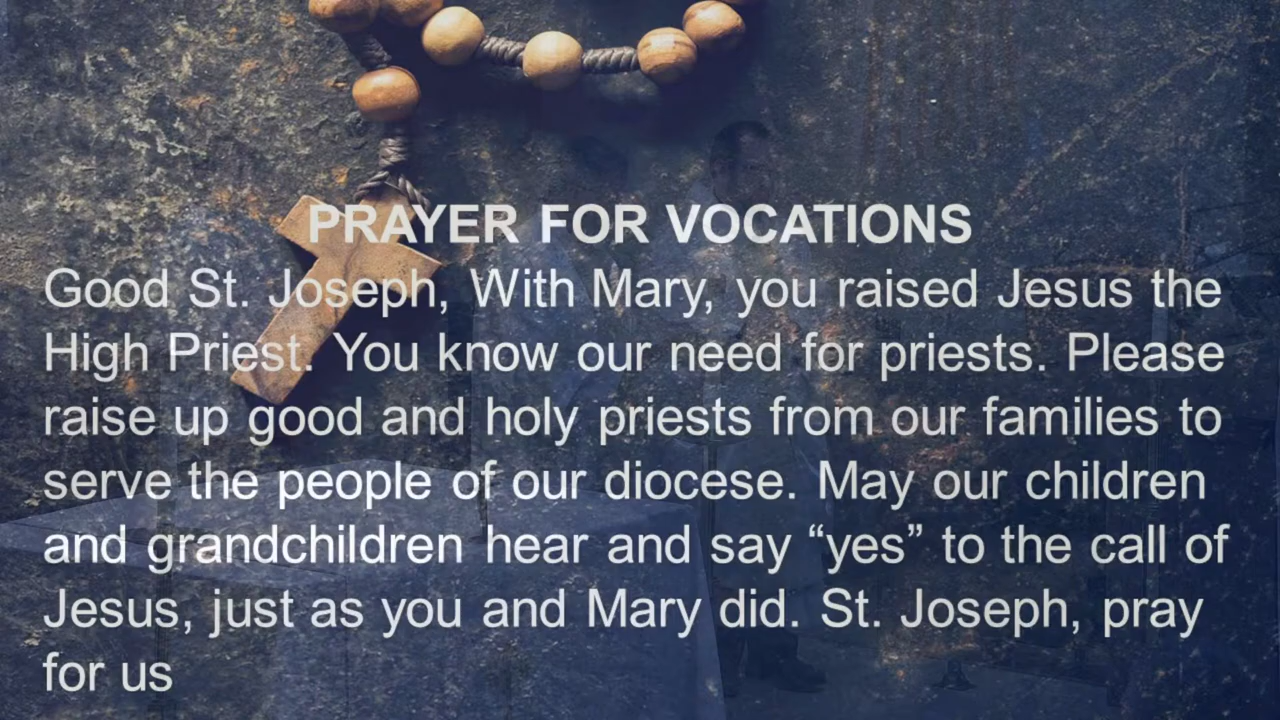 PRAYER FOR VOCATIONS
Good St. Joseph, With Mary, you raised Jesus the
High Priest. You know our need for priests. Please
raise up good and holy priests from our families to
serve the people of our diocese. May our children
and grandchildren hear and say “yes” to the call of
Jesus, just as you and Mary did. St. Joseph, pray
for us